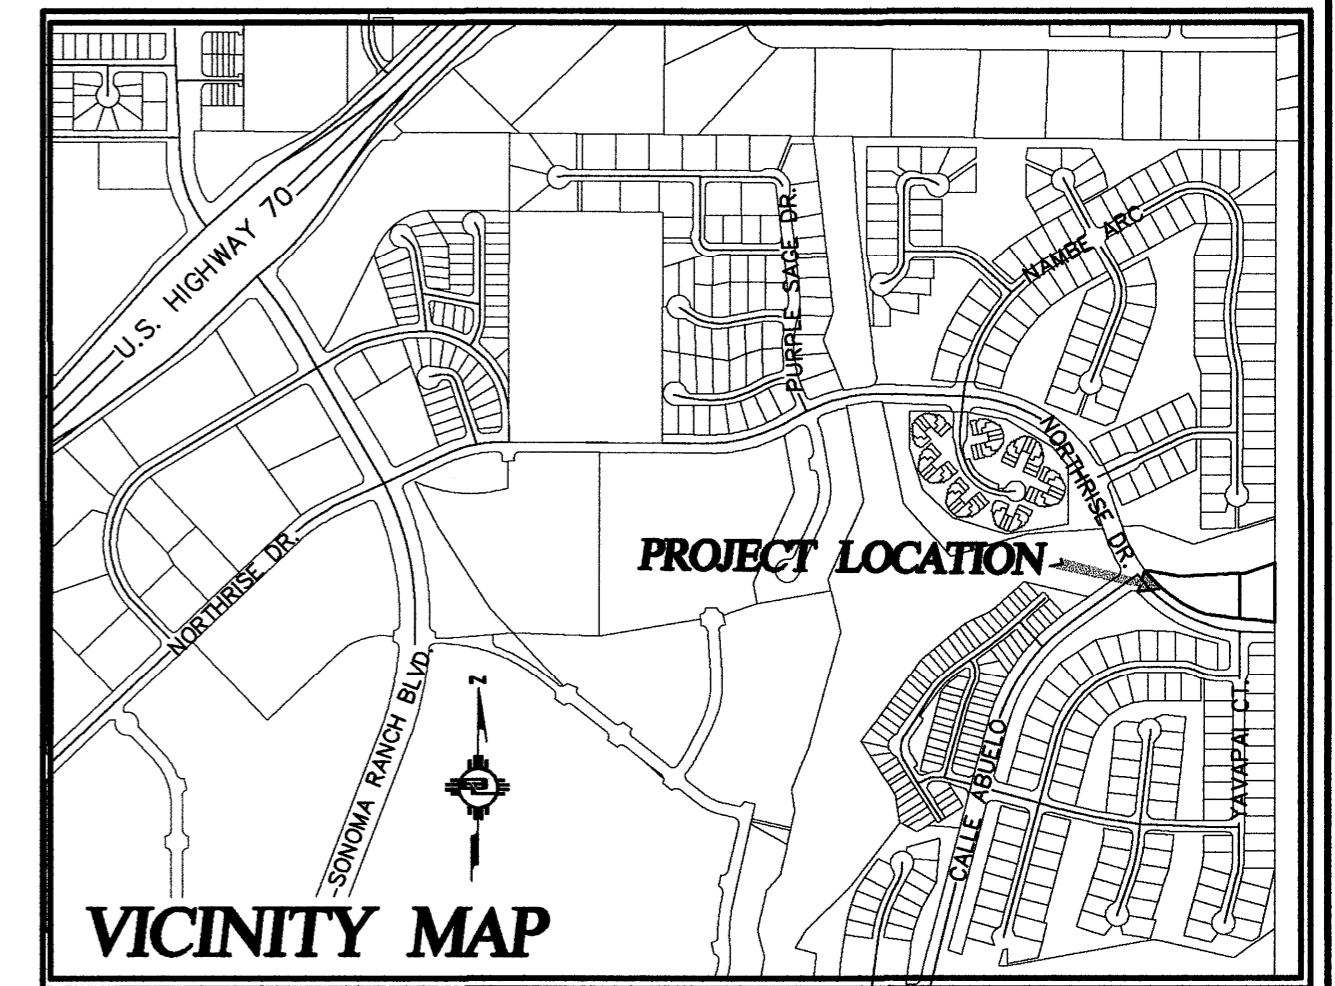 U.S. HIGHWAY 70
PURPLE SAGE DR.
NAMBE ARC
NORTHRISE DR.
PROJECT LOCATION
NORTHRISE DR.
SONOMA RANCH BLVD.
N
CALLE ABUELO
YAVAPAI CT.
VICINITY MAP